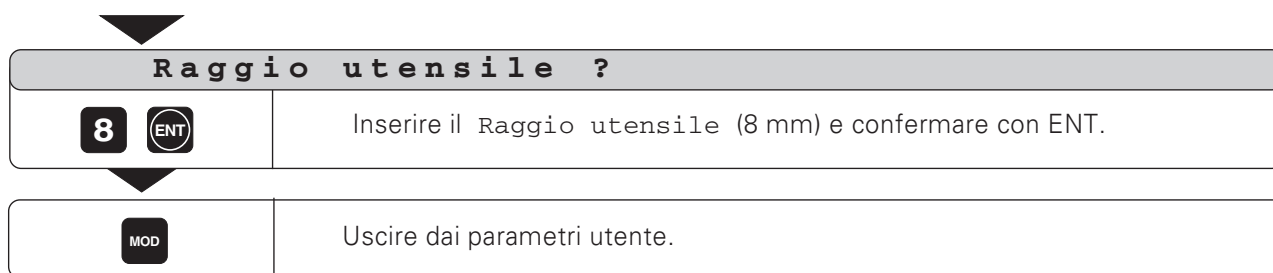 Raggio utensile ?
8 ENT Inserire il Raggio utensile (8 mm) e confermare con ENT.
MOD Uscire dai parametri utente.